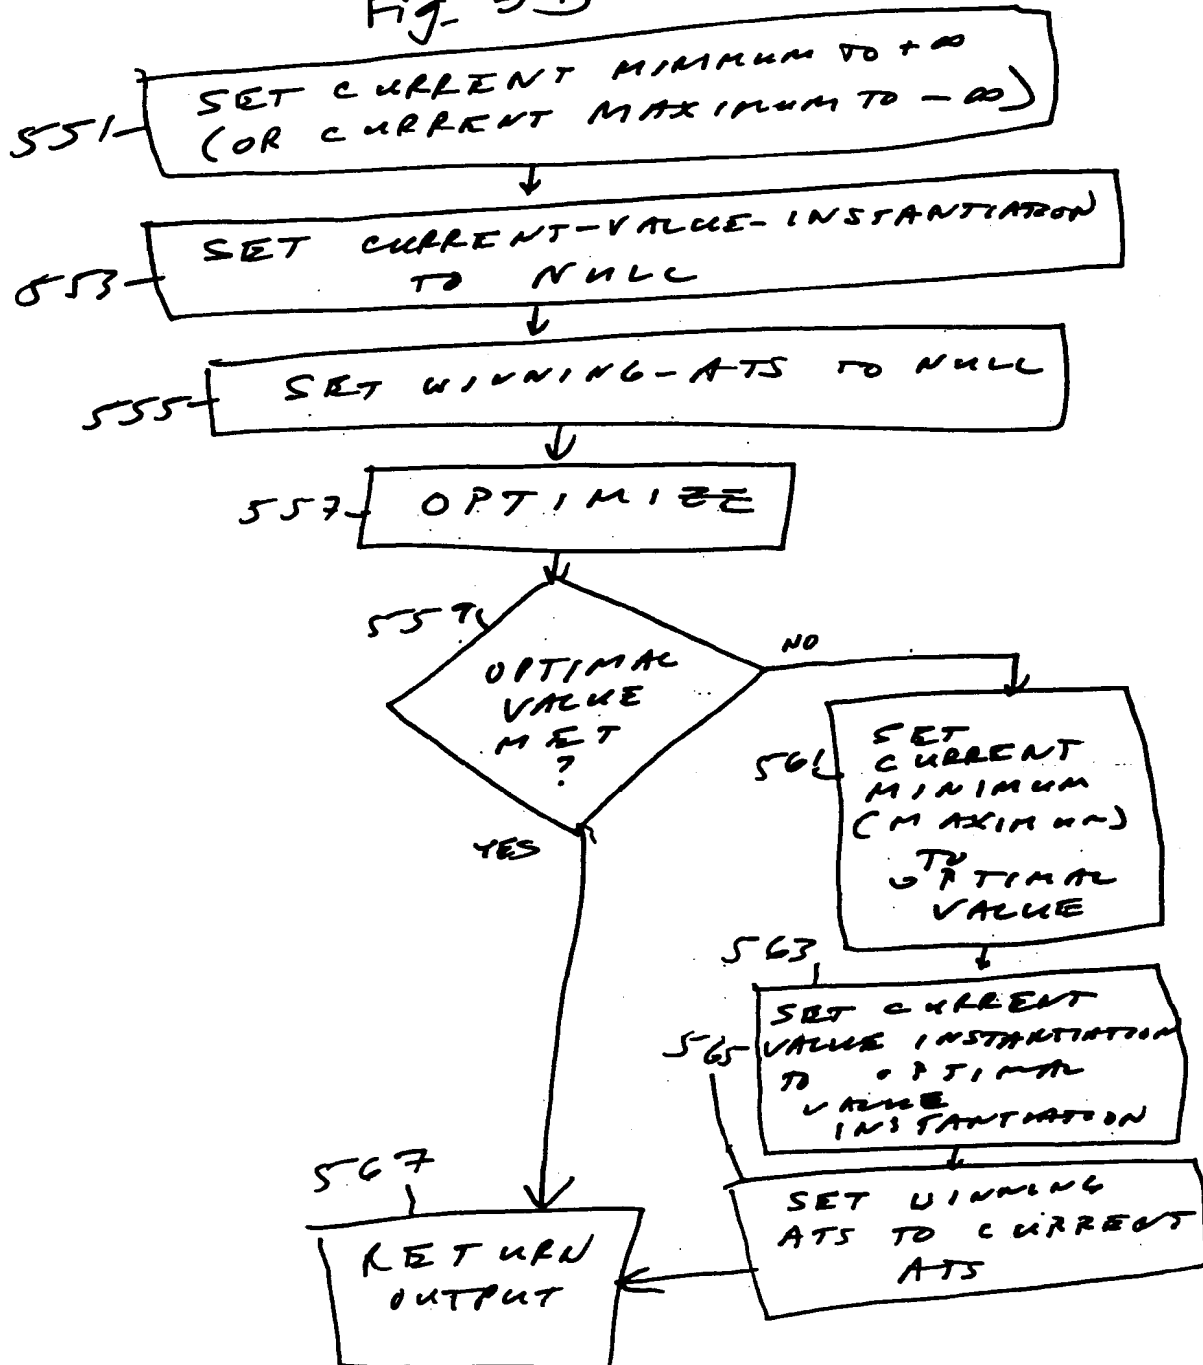 Fig. 5D
551
SET CURRENT MINIMUM TO +∞
(OR CURRENT MAXIMUM TO -∞)
553
SET CURRENT-VALUE-INSTANTIATION
TO NULL
555
SET WINNING-ATS TO NULL
557
OPTIMIZE
559
OPTIMAL
VALUE
MET
?
NO
YES
561
SET
CURRENT
MINIMUM
(MAXIMUM)
TO
OPTIMAL
VALUE
563
SET CURRENT
VALUE INSTANTIATION
TO OPTIMAL
VALUE
INSTANTIATION
565
SET WINNING
ATS TO CURRENT
ATS
567
RETURN
OUTPUT